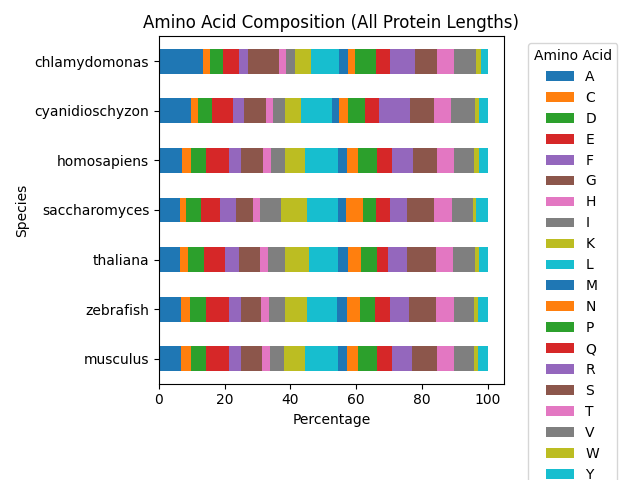 Amino Acid Composition (All Protein Lengths)
Species
chlamydomonas
cyanidioschyzon
homosapiens
saccharomyces
thaliana
zebrafish
musculus
0 20 40 60 80 100
Percentage
Amino Acid
A
C
D
E
F
G
H
I
K
L
M
N
P
Q
R
S
T
V
W
Y